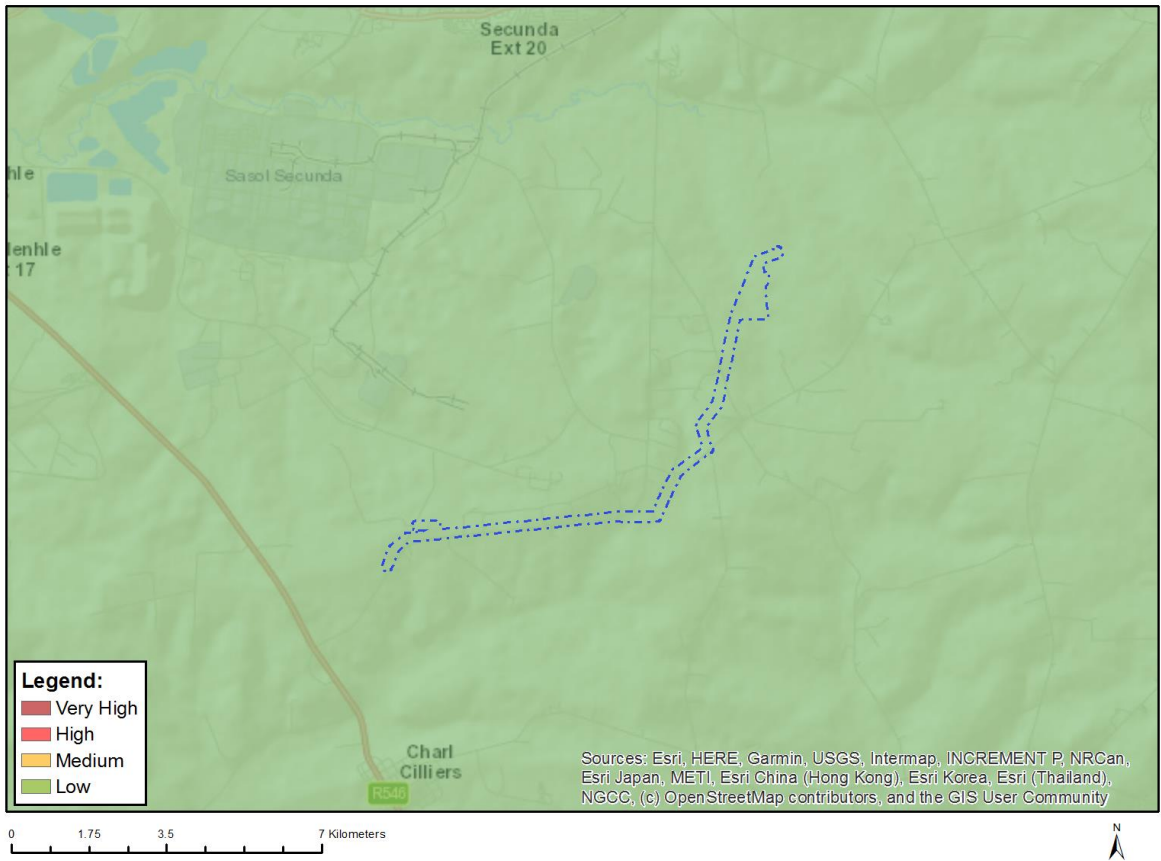 Secunda
Ext 20
Sasol Secunda
hle
lenhle
17
Charl
Cilliers
R546
Legend:
Very High
High
Medium
Low
Sources: Esri, HERE, Garmin, USGS, Intermap, INCREMENT P, NRCan,
Esri Japan, METI, Esri China (Hong Kong), Esri Korea, Esri (Thailand),
NGCC, (c) OpenStreetMap contributors, and the GIS User Community
0 1.75 3.5 7 Kilometers
N